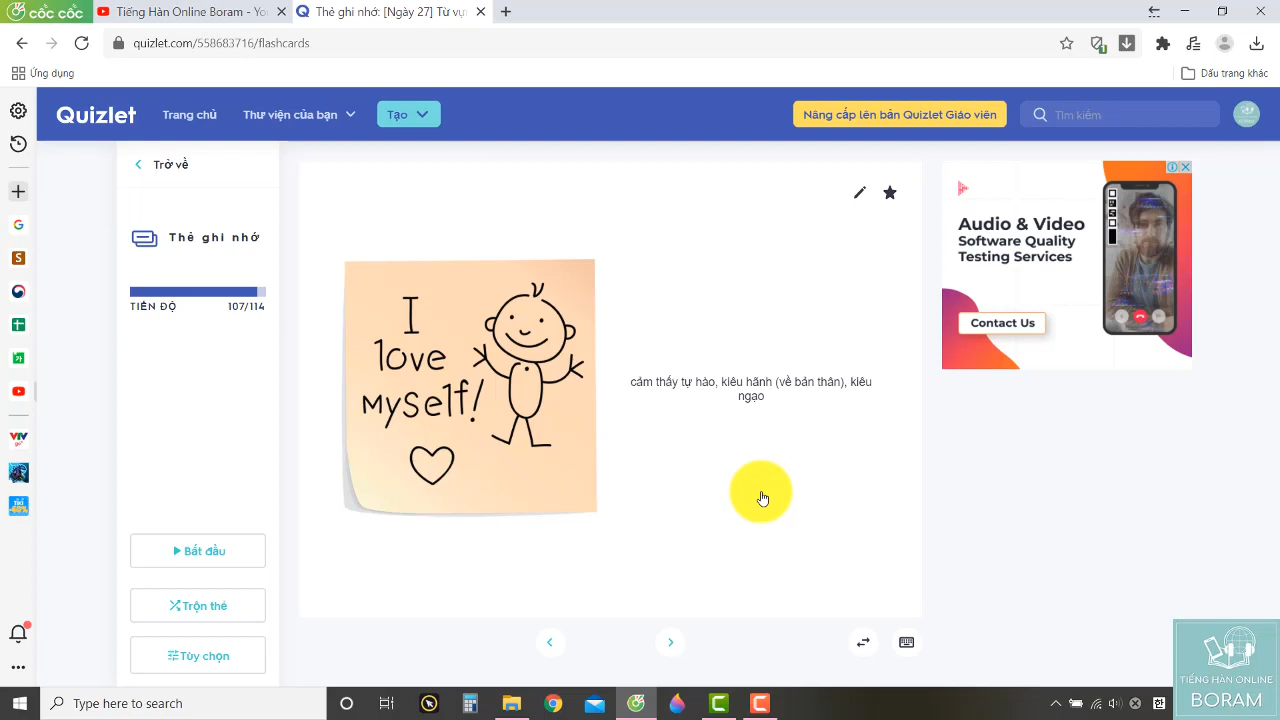 cốc cốc
Tiếng Hàn Online Boram - Yo
Thẻ ghi nhớ: [Ngày 27] Từ vự
quizlet.com/558683716/flashcards
1
Ứng dụng
Dấu trang khác
Quizlet
Trang chủ
Thư viện của bạn
Tạo
Nâng cấp lên bản Quizlet Giáo viên
Tìm kiếm
Trở về
Thẻ ghi nhớ
TIẾN ĐỘ 107/114
Bắt đầu
Trộn thẻ
Tùy chọn
I
love
myself!
cảm thấy tự hào, kiêu hãnh (về bản thân), kiêu
ngạo
Audio & Video
Software Quality
Testing Services
Contact Us
G
S
VTV
go
TIẾNG HÀN ONLINE
BORAM
Type here to search